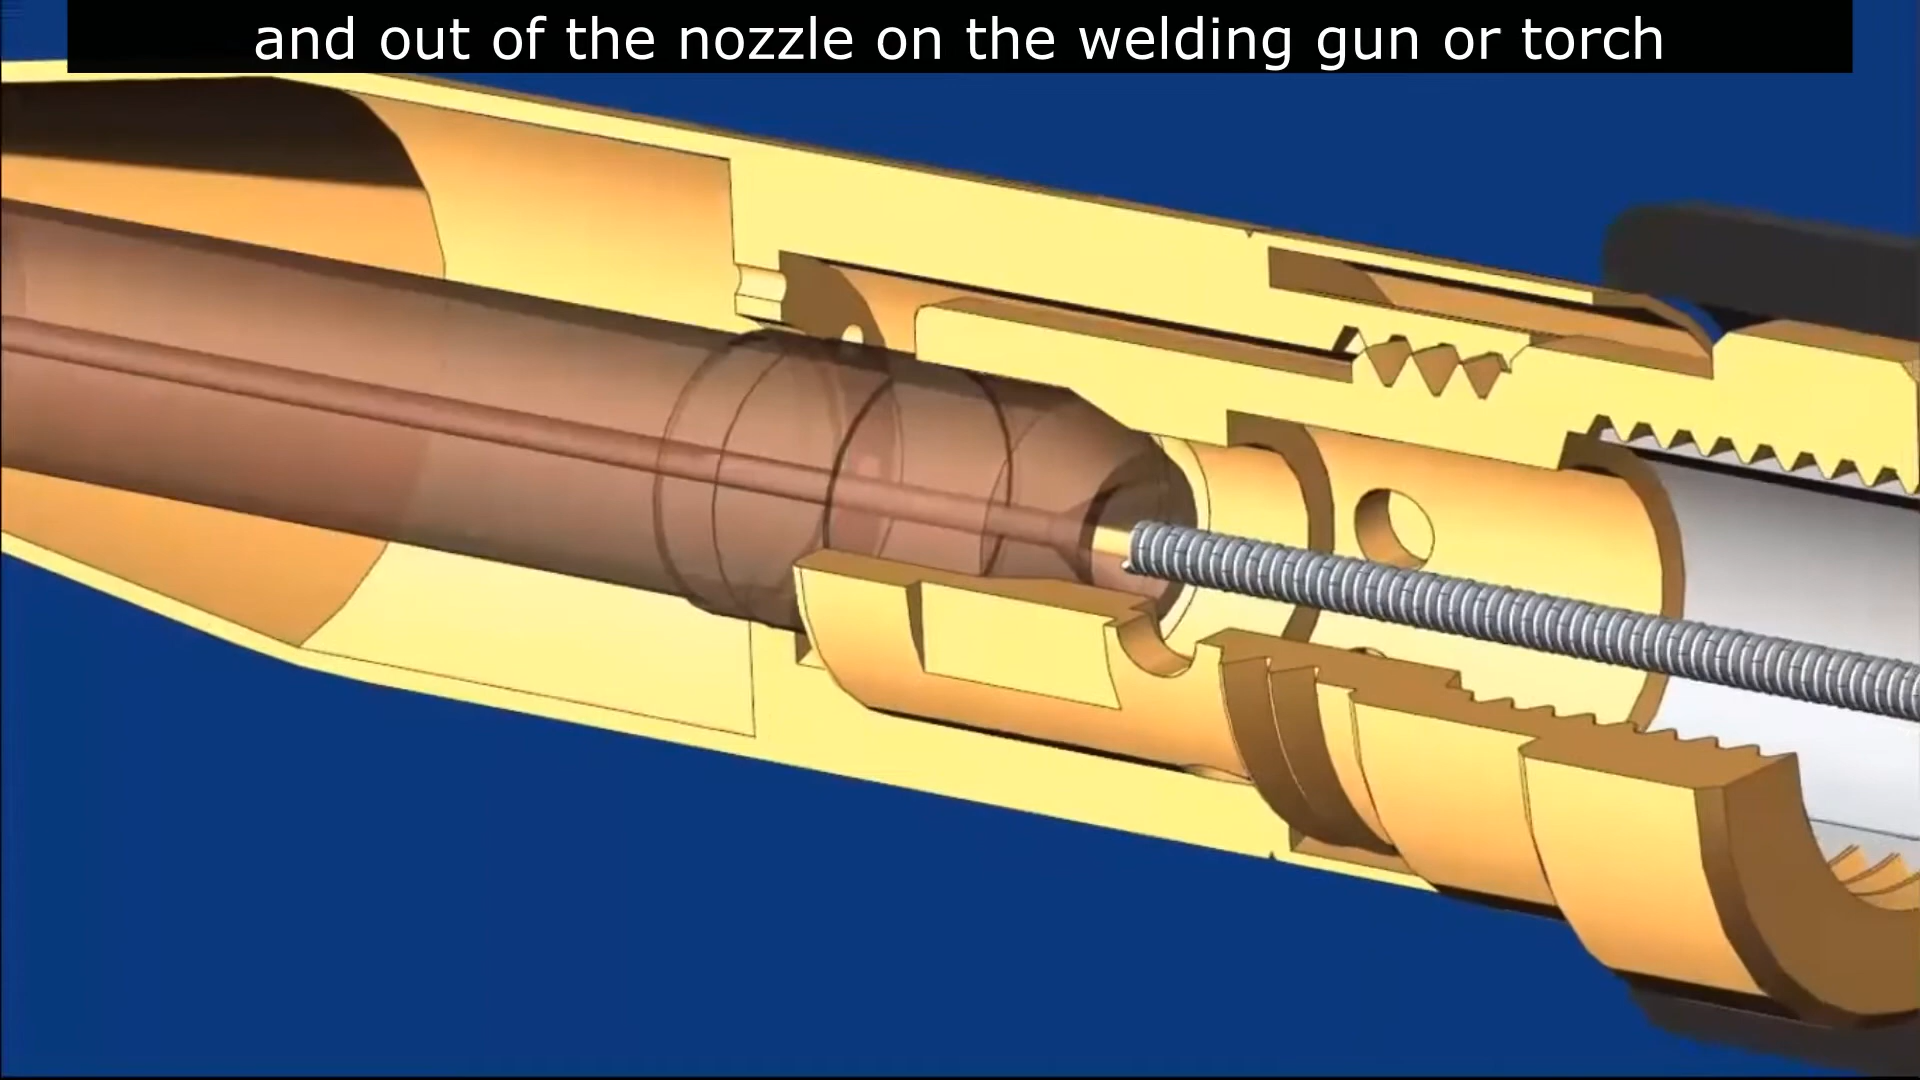 and out of the nozzle on the welding gun or torch